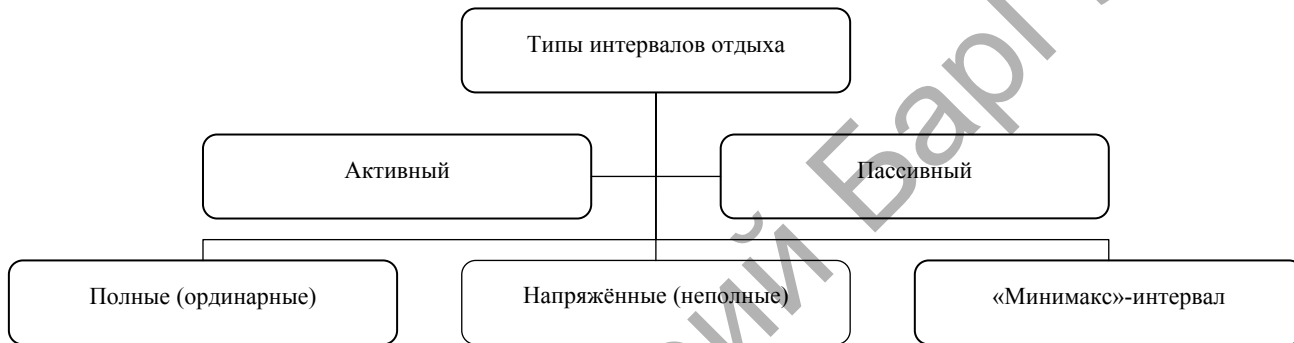 Типы интервалов отдыха
Активный
Пассивный
Полные (ординарные)
Напряжённые (неполные)
«Минимакс»-интервал